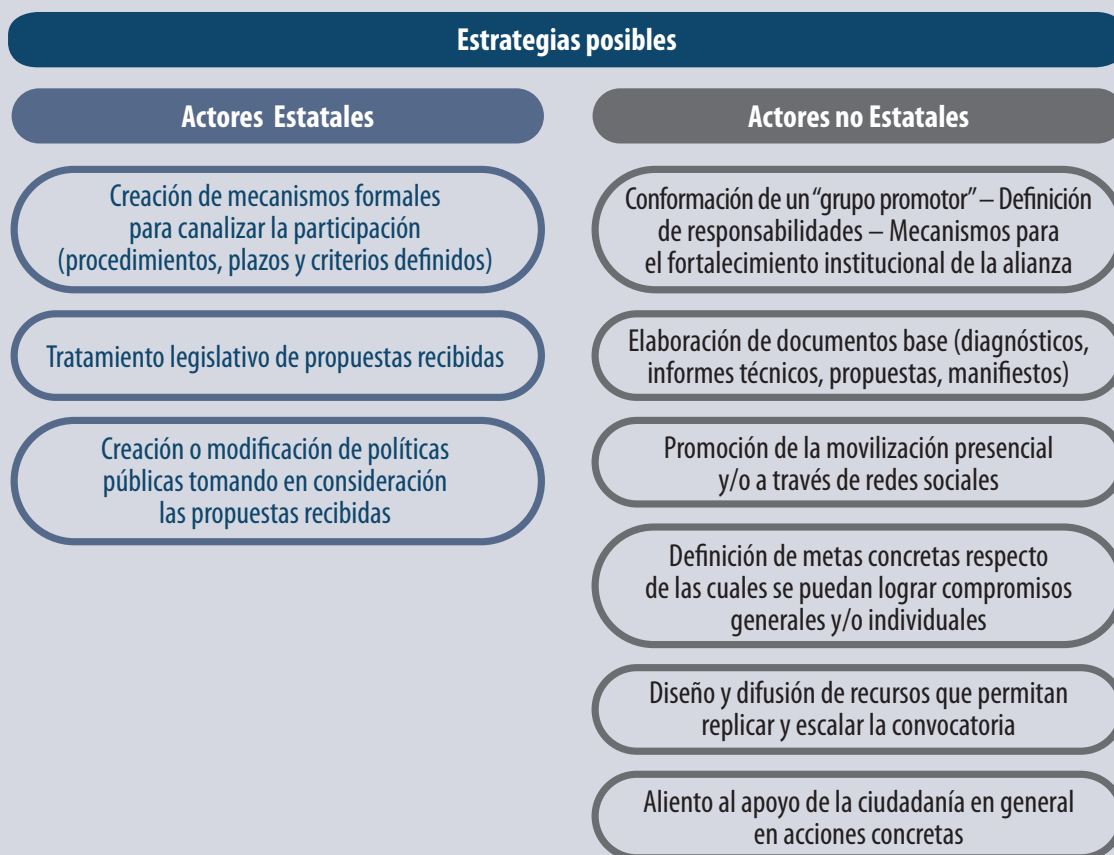 Estrategias posibles
Actores Estatales
Creación de mecanismos formales
para canalizar la participación
(procedimientos, plazos y criterios definidos)
Tratamiento legislativo de propuestas recibidas
Creación o modificación de políticas
públicas tomando en consideración
las propuestas recibidas
Actores no Estatales
Conformación de un “grupo promotor” – Definición
de responsabilidades – Mecanismos para
el fortalecimiento institucional de la alianza
Elaboración de documentos base (diagnósticos,
informes técnicos, propuestas, manifiestos)
Promoción de la movilización presencial
y/o a través de redes sociales
Definición de metas concretas respecto
de las cuales se puedan lograr compromisos
generales y/o individuales
Diseño y difusión de recursos que permitan
replicar y escalar la convocatoria
Aliento al apoyo de la ciudadanía en general
en acciones concretas